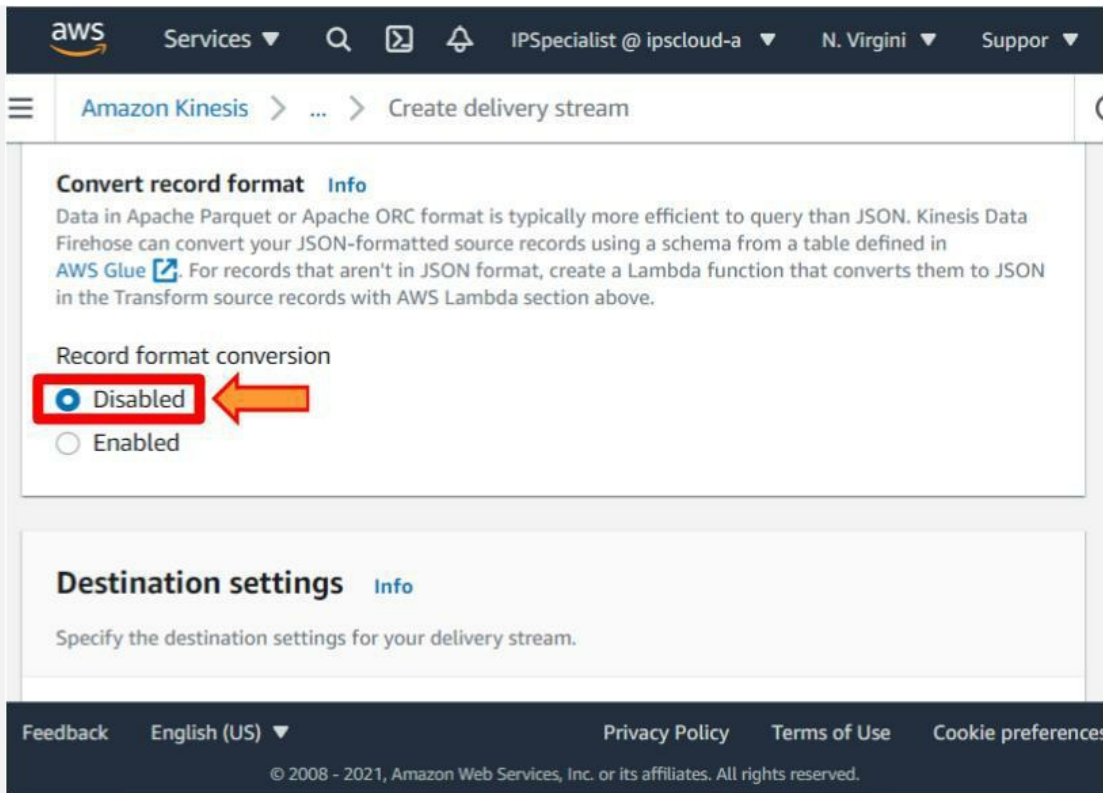 aws Services IPSpecialist @ ipscloud-a N. Virgini Suppor
Amazon Kinesis > ... > Create delivery stream
Convert record format Info
Data in Apache Parquet or Apache ORC format is typically more efficient to query than JSON. Kinesis Data
Firehose can convert your JSON-formatted source records using a schema from a table defined in
AWS Glue. For records that aren't in JSON format, create a Lambda function that converts them to JSON
in the Transform source records with AWS Lambda section above.
Record format conversion
Disabled
Enabled
Destination settings Info
Specify the destination settings for your delivery stream.
Feedback English (US) Privacy Policy Terms of Use Cookie preferences
© 2008 - 2021, Amazon Web Services, Inc. or its affiliates. All rights reserved.